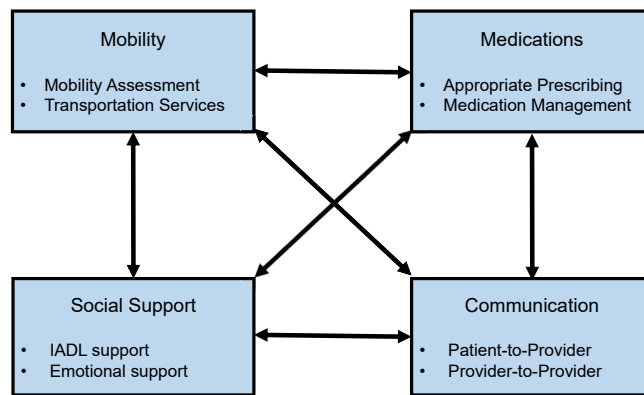 Mobility
• Mobility Assessment
• Transportation Services
Medications
• Appropriate Prescribing
• Medication Management
Social Support
• IADL support
• Emotional support
Communication
• Patient-to-Provider
• Provider-to-Provider